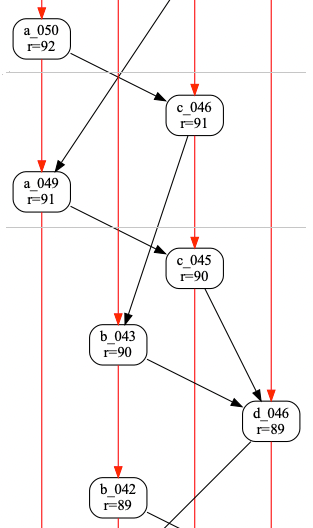 a_050
r=92
c_046
r=91
a_049
r=91
c_045
r=90
b_043
r=90
d_046
r=89
b_042
r=89